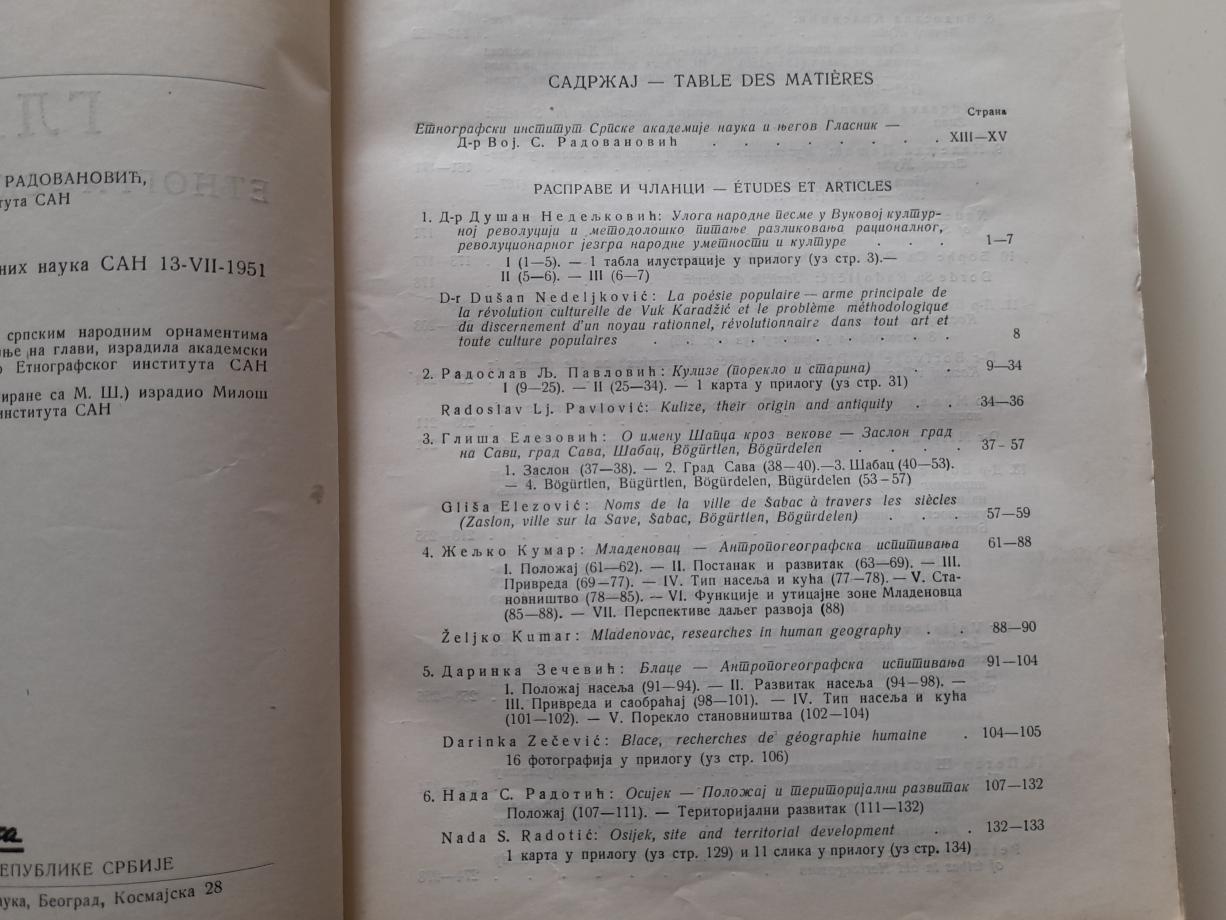 РАДОВАНОВИЋ,
тута САН
них наука САН 13-VII-1951
српским народним орнаментима
на глави, израдила академски
Етнографског института САН
са М. Ш.) израдио Милош
института САН
ЕПУБЛИКЕ СРБИЈЕ
Београд, Космајска 28
САДРЖАЈ — TABLE DES MATIÈRES
Страна
Етнографски институт Српске академије наука и његов Гласник —
Д-р Вој. С. Радовановић . . . . . . . . XIII—XV
РАСПРАВЕ И ЧЛАНЦИ — ÉTUDES ET ARTICLES
1. Д-р Душан Недељковић: Улога народне песме у Вуковој култур-
ној револуцији и методолошко питање разликовања рационалног,
револуционарног језгра народне уметности и културе . . . 1—7
I (1—5). — 1 табла илустрације у прилогу (уз стр. 3).—
II (5—6). — III (6—7)
D-r Dušan Nedeljković: La poésie populaire — arme principale de
la révolution culturelle de Vuk Karadžić et le problème méthodologique
du discernement d'un noyau rationnel, révolutionnaire dans tout art et
toute culture populaires . . . . . . . . . . 8
2. Радослав Љ. Павловић: Кулизе (порекло и старина) . . 9—34
I (9—25). — II (25—34). — 1 карта у прилогу (уз стр. 31)
Radoslav Lj. Pavlović: Kulize, their origin and antiquity . . 34—36
3. Глиша Елезовић: О имену Шапца кроз векове — Заслон град
на Сави, град Сава, Шабац, Bögürtlen, Bögürdelen . . . . 37-57
1. Заслон (37—38). — 2. Град Сава (38—40).—3. Шабац (40—53).
— 4. Bögürtlen, Bügürtlen, Bögürdelen, Bügürdelen (53-57)
Gliša Elezović: Noms de la ville de Šabac à travers les siècles
(Zaslon, ville sur la Save, Šabac, Bögürtlen, Bögürdelen) . . . 57—59
4. Жељко Кумар: Младеновац — Антропогеографска испитивања 61—88
I. Положај (61—62). — II. Постанак и развитак (63—69). — III.
Привреда (69—77). — IV. Тип насеља и кућа (77—78). — V. Ста-
новништво (78—85). — VI. Функције и утицајне зоне Младеновца
(85—88). — VII. Перспективе даљег развоја (88)
Željko Kumar: Mladenovac, researches in human geography . . 88—90
5. Даринка Зечевић: Блаце — Антропогеографска испитивања 91—104
I. Положај насеља (91—94). — II. Развитак насеља (94—98). —
III. Привреда и саобраћај (98—101). — IV. Тип насеља и кућа
(101—102). — V. Порекло становништва (102—104)
Darinka Zečević: Blace, recherches de géographie humaine . 104—105
16 фотографија у прилогу (уз стр. 106)
6. Нада С. Радотић: Осијек — Положај и територијални развитак 107—132
Положај (107—111). — Територијални развитак (111—132)
Nada S. Radotić: Osijek, site and territorial development . . 132—133
1 карта у прилогу (уз стр. 129) и 11 слика у прилогу (уз стр. 134)